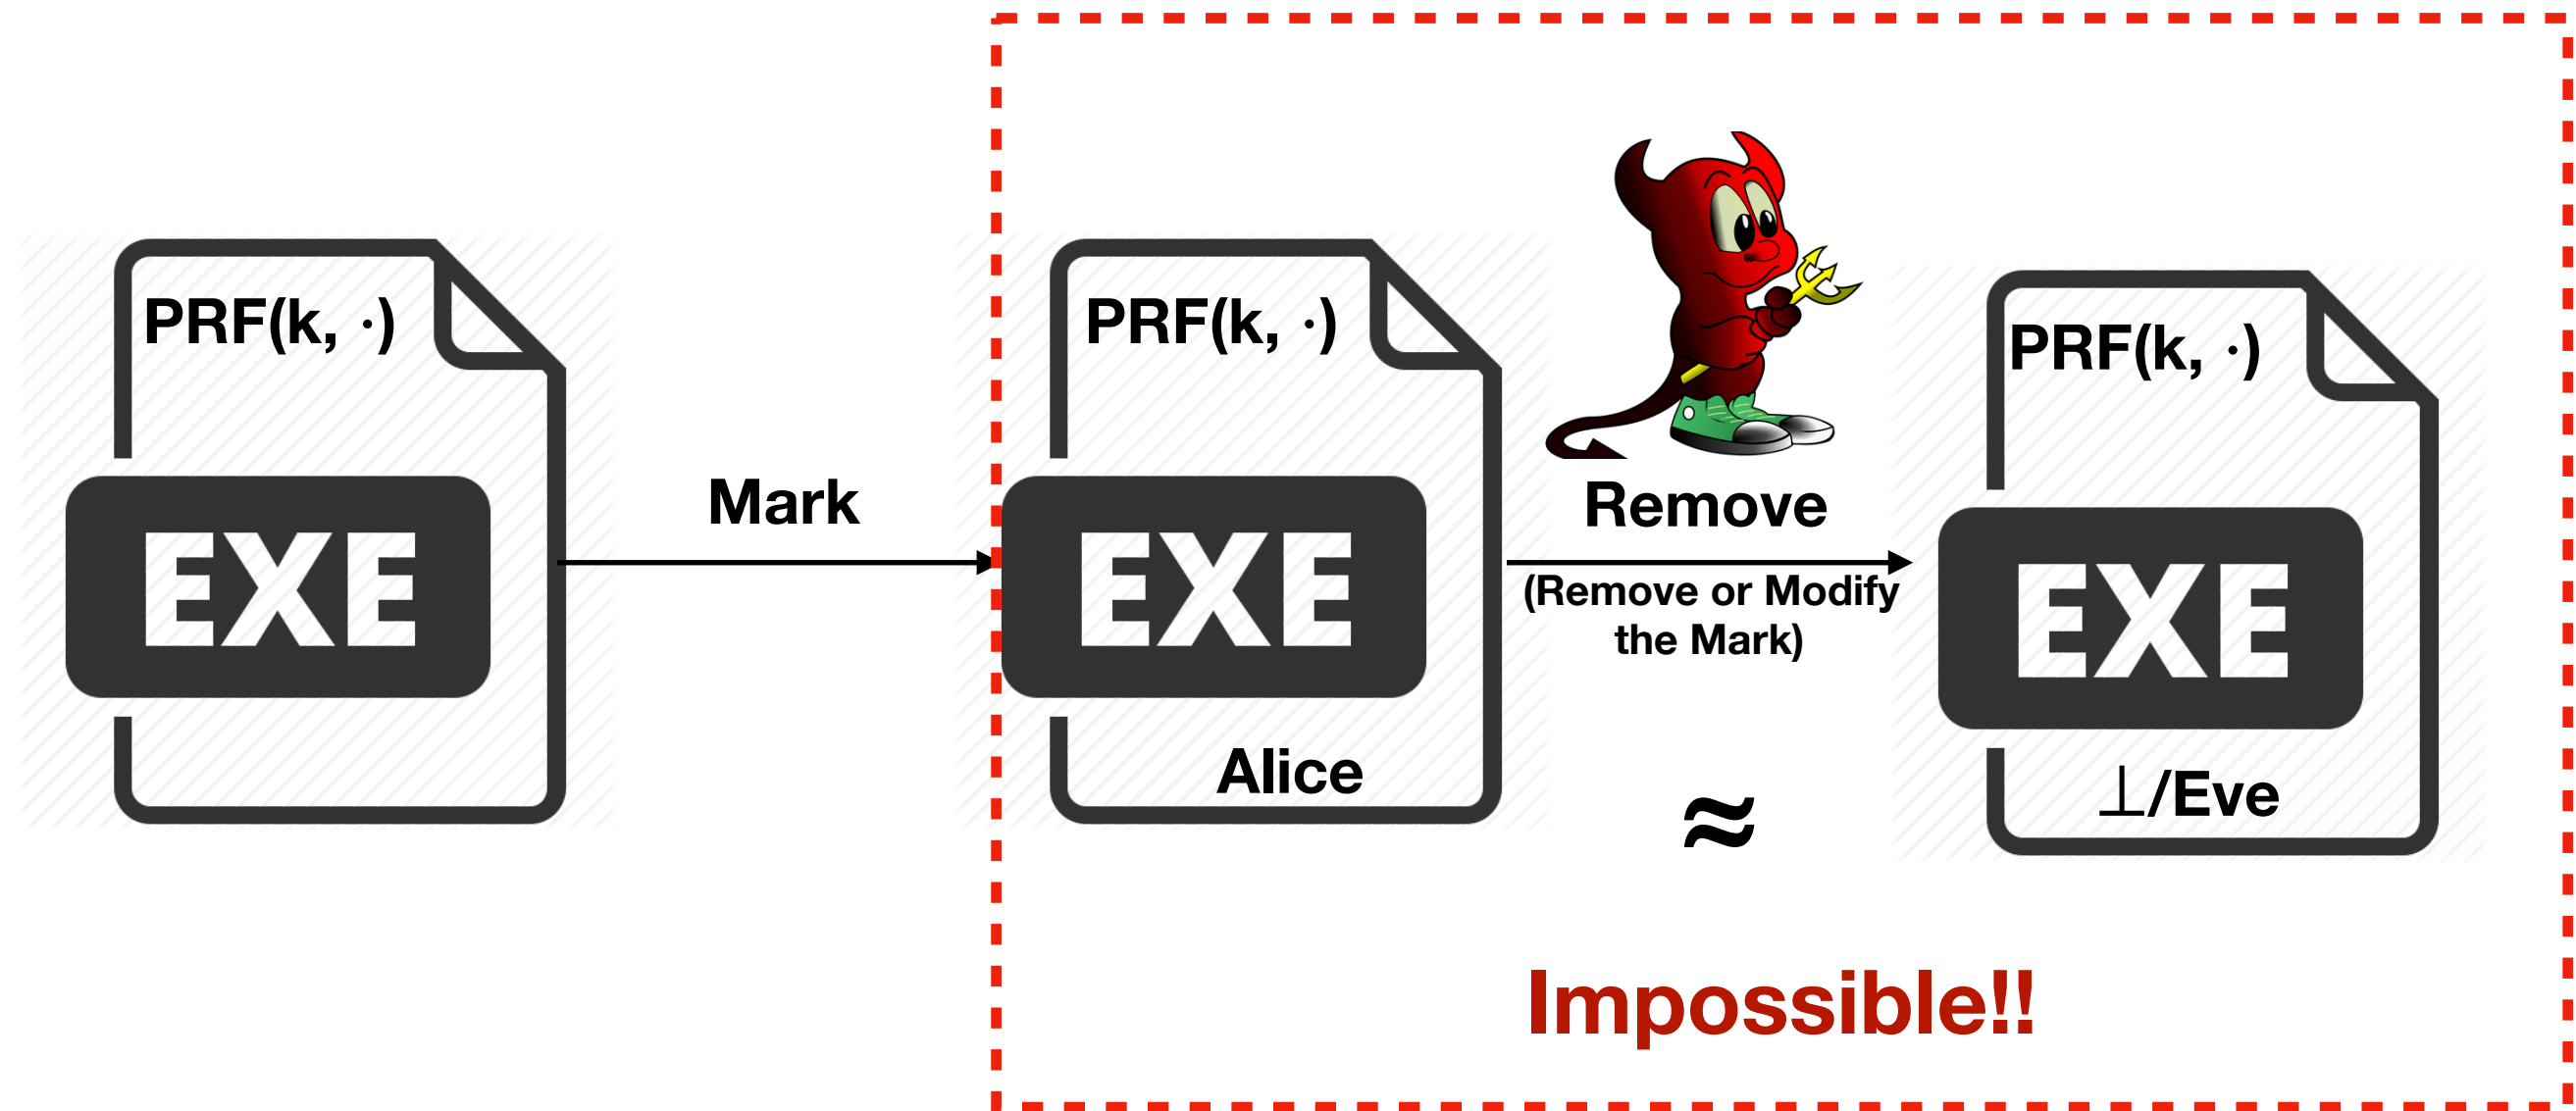 PRF(k, ·)
EXE
Mark
PRF(k, ·)
EXE
Alice
Remove
(Remove or Modify
the Mark)
≈
PRF(k, ·)
EXE
⊥/Eve
Impossible!!